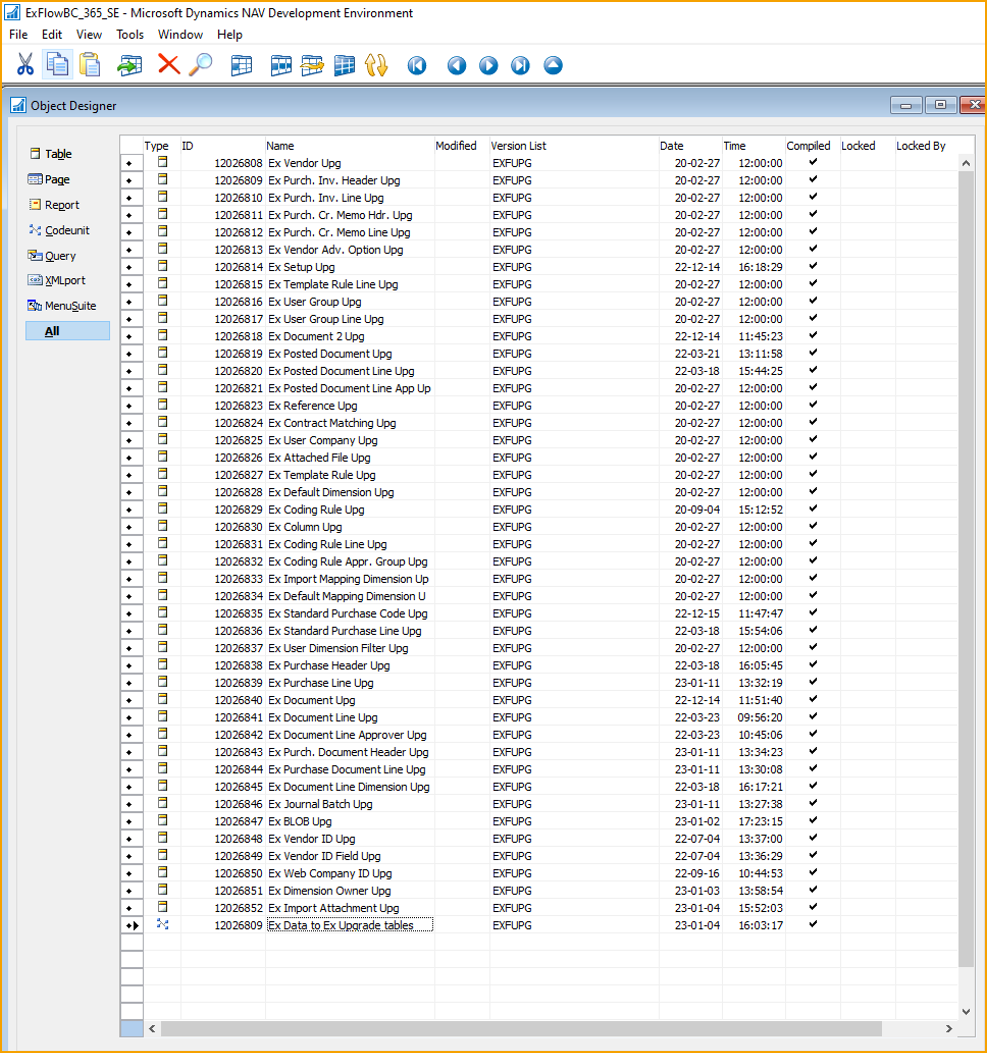 ExFlowBC_365_SE - Microsoft Dynamics NAV Development Environment
File Edit View Tools Window Help
Object Designer
Table
Page
Report
Codeunit
Query
XMLport
MenuSuite
All
Type ID Name Modified Version List Date Time Compiled Locked Locked By
12026808 Ex Vendor Upg EXFUPG 20-02-27 12:00:00
12026809 Ex Purch. Inv. Header Upg EXFUPG 20-02-27 12:00:00
12026810 Ex Purch. Inv. Line Upg EXFUPG 20-02-27 12:00:00
12026811 Ex Purch. Cr. Memo Hdr. Upg EXFUPG 20-02-27 12:00:00
12026812 Ex Purch. Cr. Memo Line Upg EXFUPG 20-02-27 12:00:00
12026813 Ex Vendor Adv. Option Upg EXFUPG 20-02-27 12:00:00
12026814 Ex Setup Upg EXFUPG 22-12-14 16:18:29
12026815 Ex Template Rule Line Upg EXFUPG 20-02-27 12:00:00
12026816 Ex User Group Upg EXFUPG 20-02-27 12:00:00
12026817 Ex User Group Line Upg EXFUPG 20-02-27 12:00:00
12026818 Ex Document 2 Upg EXFUPG 22-12-14 11:45:23
12026819 Ex Posted Document Upg EXFUPG 22-03-21 13:11:58
12026820 Ex Posted Document Line Upg EXFUPG 22-03-18 15:44:25
12026821 Ex Posted Document Line App Up EXFUPG 20-02-27 12:00:00
12026823 Ex Reference Upg EXFUPG 20-02-27 12:00:00
12026824 Ex Contract Matching Upg EXFUPG 20-02-27 12:00:00
12026825 Ex User Company Upg EXFUPG 20-02-27 12:00:00
12026826 Ex Attached File Upg EXFUPG 20-02-27 12:00:00
12026827 Ex Template Rule Upg EXFUPG 20-02-27 12:00:00
12026828 Ex Default Dimension Upg EXFUPG 20-02-27 12:00:00
12026829 Ex Coding Rule Upg EXFUPG 20-09-04 15:12:52
12026830 Ex Column Upg EXFUPG 20-02-27 12:00:00
12026831 Ex Coding Rule Line Upg EXFUPG 20-02-27 12:00:00
12026832 Ex Coding Rule Appr. Group Upg EXFUPG 20-02-27 12:00:00
12026833 Ex Import Mapping Dimension Up EXFUPG 20-02-27 12:00:00
12026834 Ex Default Mapping Dimension U EXFUPG 20-02-27 12:00:00
12026835 Ex Standard Purchase Code Upg EXFUPG 22-12-15 11:47:47
12026836 Ex Standard Purchase Line Upg EXFUPG 22-03-18 15:54:06
12026837 Ex User Dimension Filter Upg EXFUPG 20-02-27 12:00:00
12026838 Ex Purchase Header Upg EXFUPG 22-03-18 16:05:45
12026839 Ex Purchase Line Upg EXFUPG 23-01-11 13:32:19
12026840 Ex Document Upg EXFUPG 22-12-14 11:51:40
12026841 Ex Document Line Upg EXFUPG 22-03-23 09:56:20
12026842 Ex Document Line Approver Upg EXFUPG 22-03-23 10:45:06
12026843 Ex Purch. Document Header Upg EXFUPG 23-01-11 13:34:23
12026844 Ex Purchase Document Line Upg EXFUPG 23-01-11 13:30:08
12026845 Ex Document Line Dimension Upg EXFUPG 22-03-18 16:17:21
12026846 Ex Journal Batch Upg EXFUPG 23-01-11 13:27:38
12026847 Ex BLOB Upg EXFUPG 23-01-02 17:23:15
12026848 Ex Vendor ID Upg EXFUPG 22-07-04 13:37:00
12026849 Ex Vendor ID Field Upg EXFUPG 22-07-04 13:36:29
12026850 Ex Web Company ID Upg EXFUPG 22-09-16 10:44:53
12026851 Ex Dimension Owner Upg EXFUPG 23-01-03 13:58:54
12026852 Ex Import Attachment Upg EXFUPG 23-01-04 15:52:03
12026809 Ex Data to Ex Upgrade tables EXFUPG 23-01-04 16:03:17